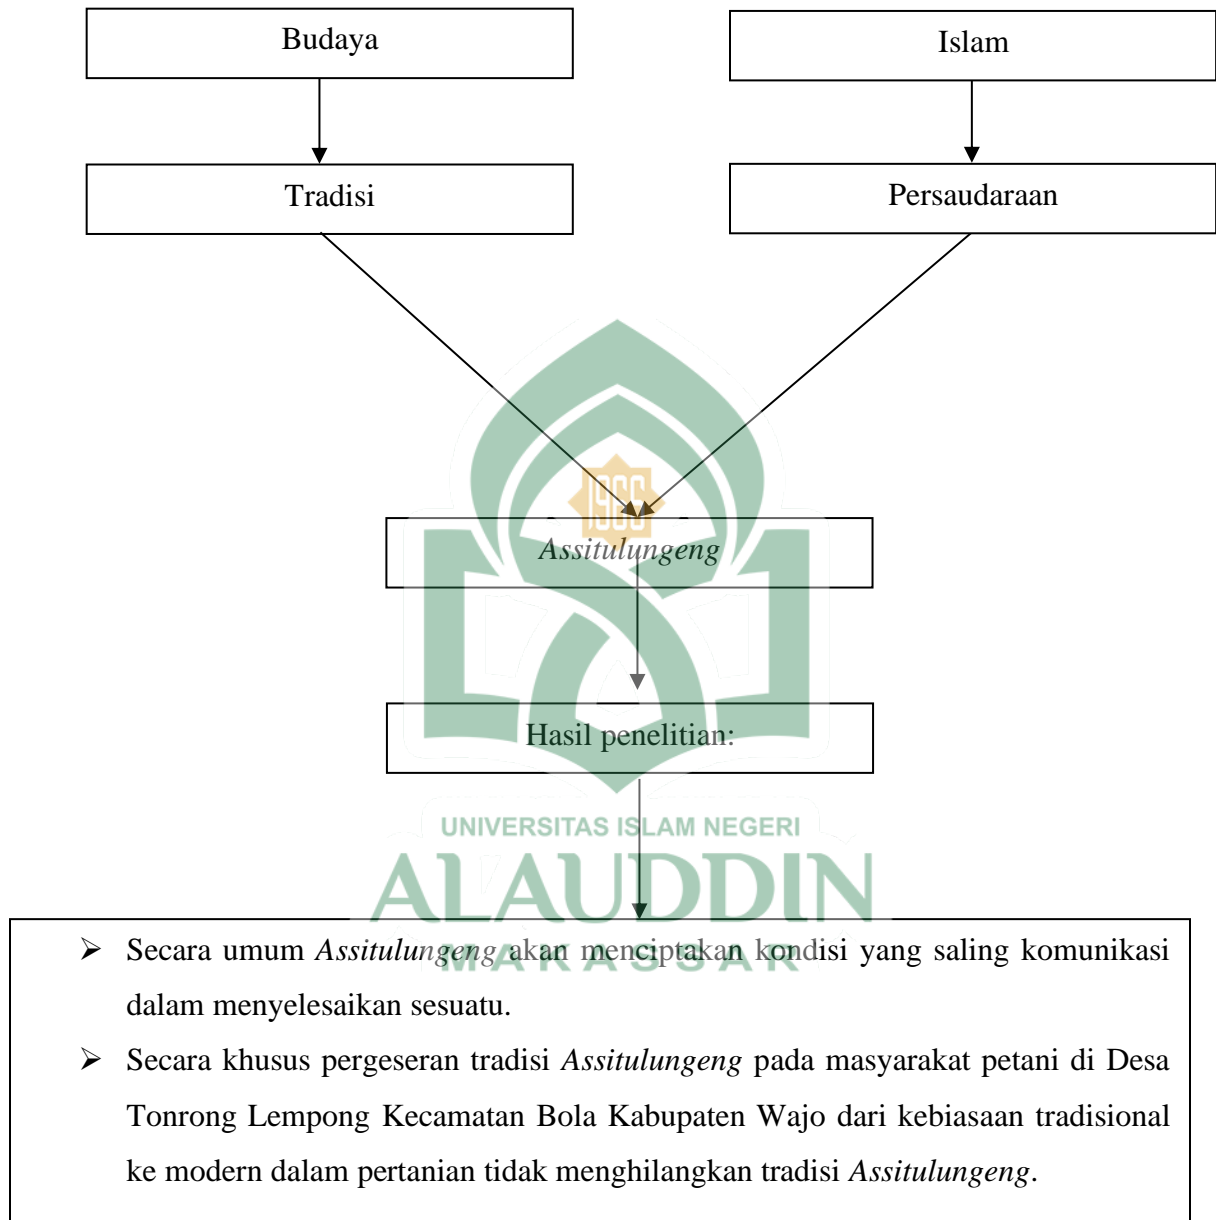 Budaya
Islam
Tradisi
Persaudaraan
1965
Assitulungeng
Hasil penelitian:
UNIVERSITAS ISLAM NEGERI
ALAUDDIN
MAKASSAR
➢ Secara umum Assitulungeng akan menciptakan kondisi yang saling komunikasi
dalam menyelesaikan sesuatu.
➢ Secara khusus pergeseran tradisi Assitulungeng pada masyarakat petani di Desa
Tonrong Lempong Kecamatan Bola Kabupaten Wajo dari kebiasaan tradisional
ke modern dalam pertanian tidak menghilangkan tradisi Assitulungeng.